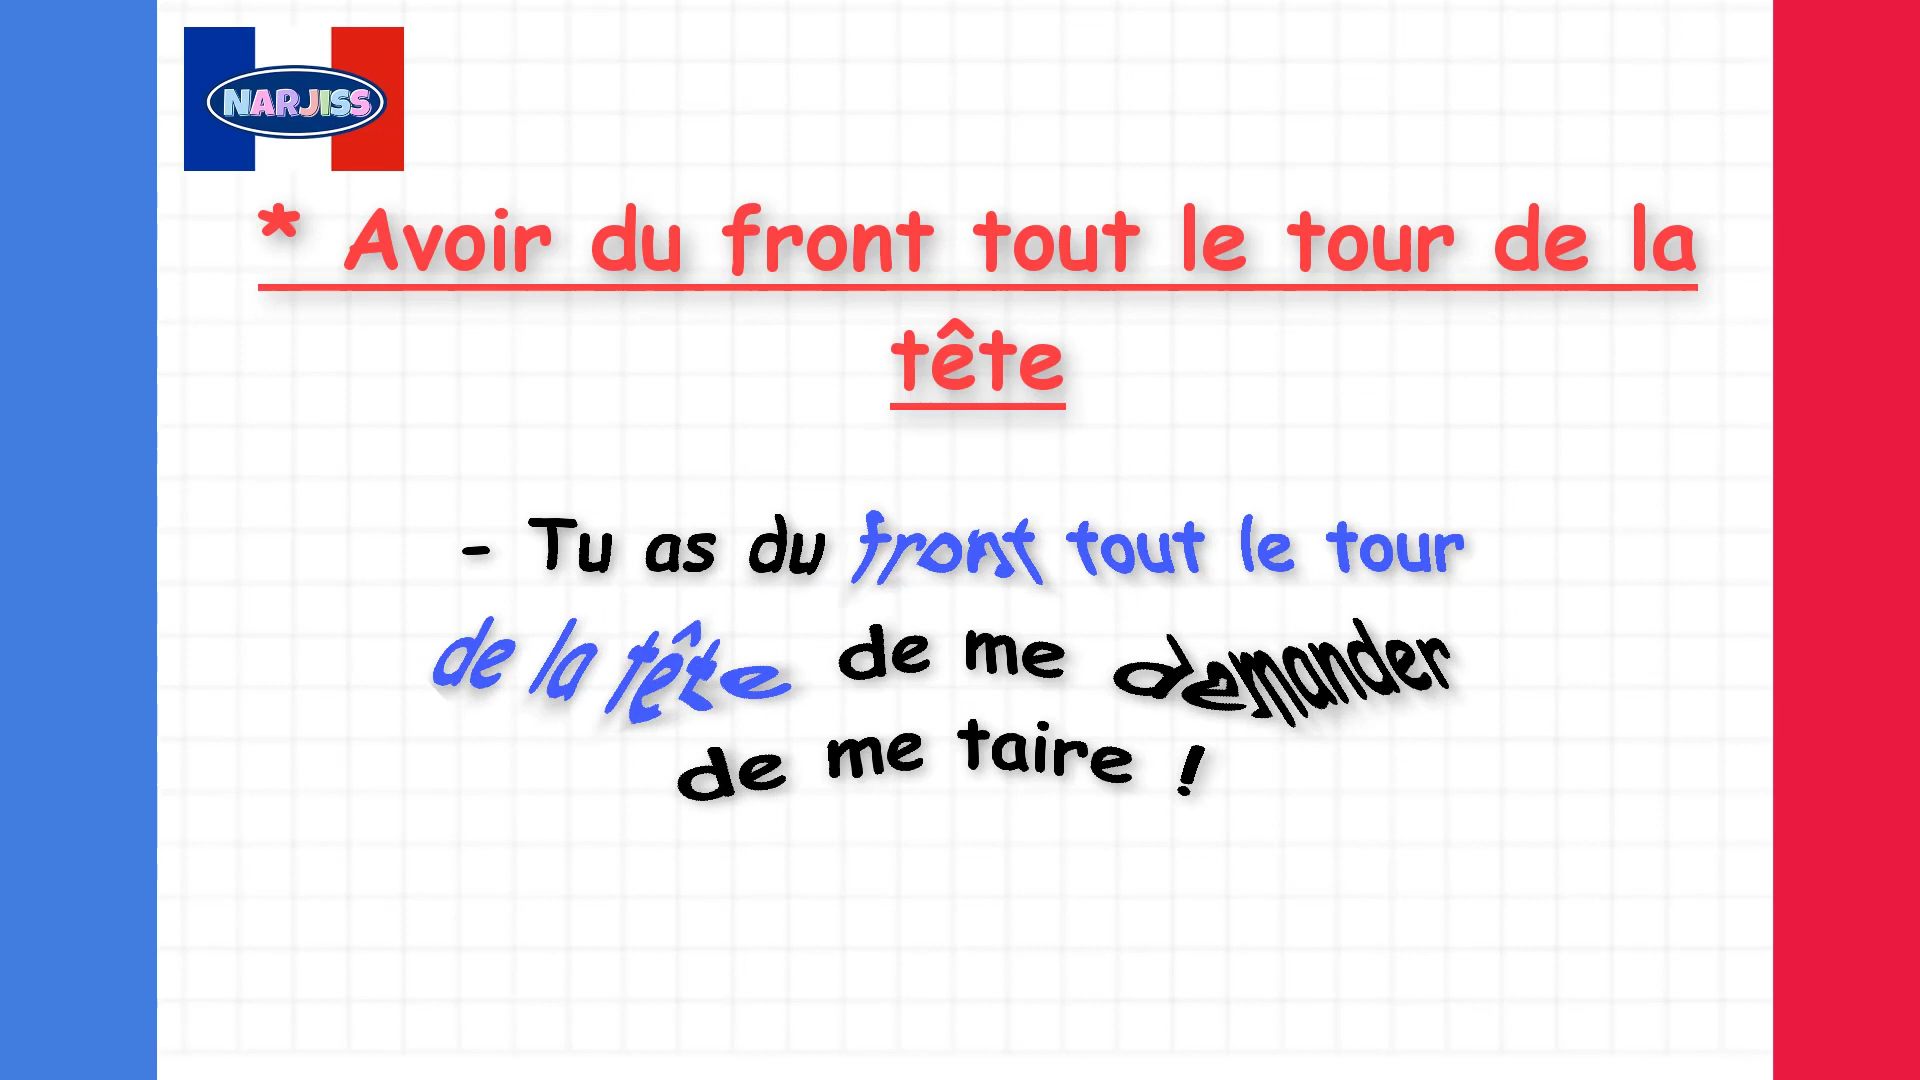 NARJISS
* Avoir du front tout le tour de la
tête
- Tu as du front tout le tour
de la tête de me demander
de me taire !